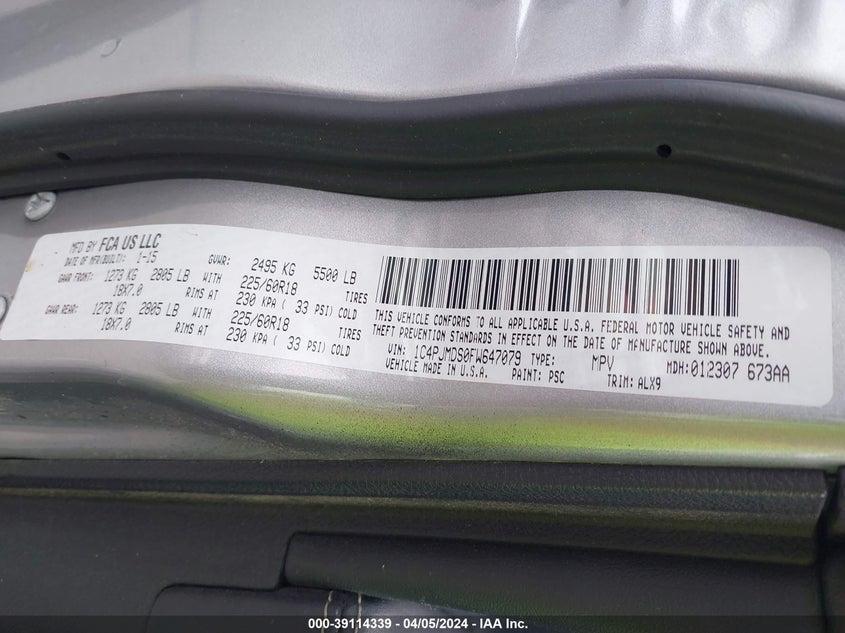 MFD BY FCA US LLC
DATE OF MFR(BUILT): 1-15 GVWR: 2495 KG 5500 LB
GAWR FRONT: 1273 KG 2805 LB WITH 225/60R18 TIRES
18X7.0 RIMS AT 230 KPA ( 33 PSI) COLD
GAWR REAR: 1273 KG 2805 LB WITH 225/60R18 TIRES
18X7.0 RIMS AT 230 KPA ( 33 PSI) COLD
THIS VEHICLE CONFORMS TO ALL APPLICABLE U.S.A. FEDERAL MOTOR VEHICLE SAFETY AND
THEFT PREVENTION STANDARDS IN EFFECT ON THE DATE OF MANUFACTURE SHOWN ABOVE.
VIN: 1C4PJMDS0FW647079 TYPE: MPV MDH:012307 673AA
VEHICLE MADE IN U.S.A. PAINT: PSC TRIM: ALX9
000-39114339 - 04/05/2024 - IAA Inc.